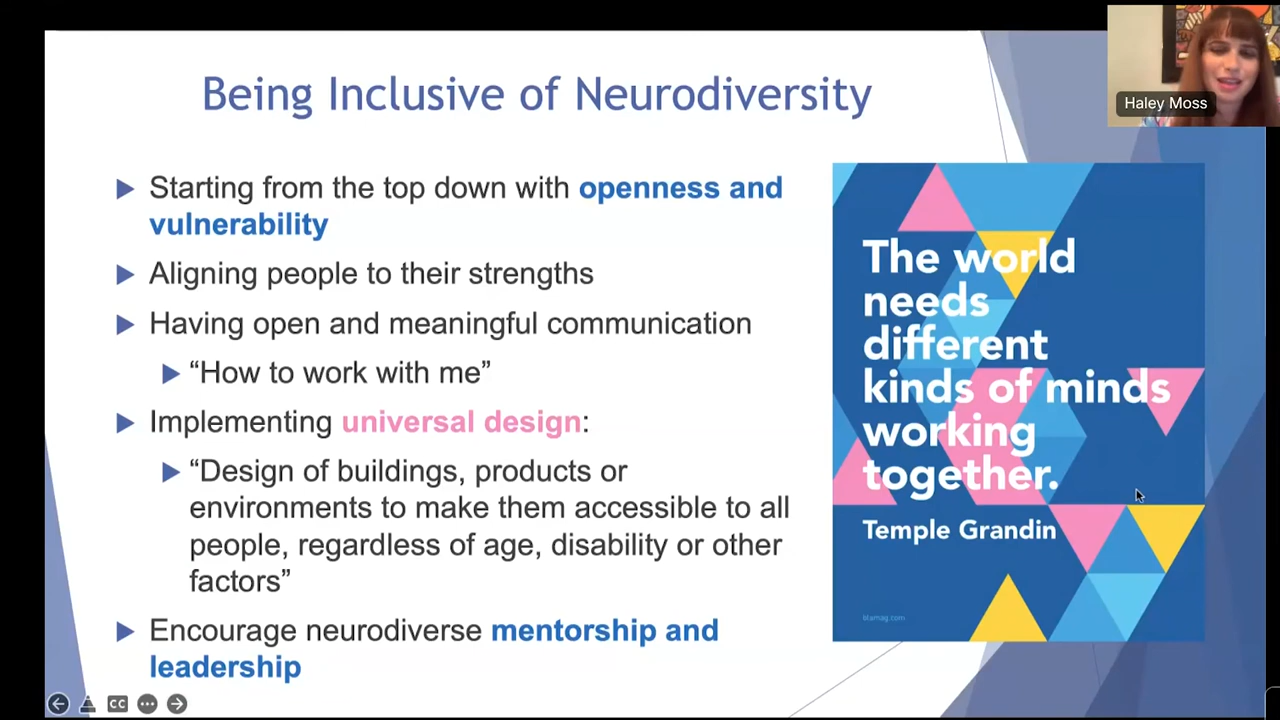 Being Inclusive of Neurodiversity
Haley Moss
Starting from the top down with openness and
vulnerability
Aligning people to their strengths
Having open and meaningful communication
“How to work with me”
Implementing universal design:
“Design of buildings, products or
environments to make them accessible to all
people, regardless of age, disability or other
factors”
Encourage neurodiverse mentorship and
leadership
The world
needs
different
kinds of minds
working
together.
Temple Grandin
blamag.com
CC